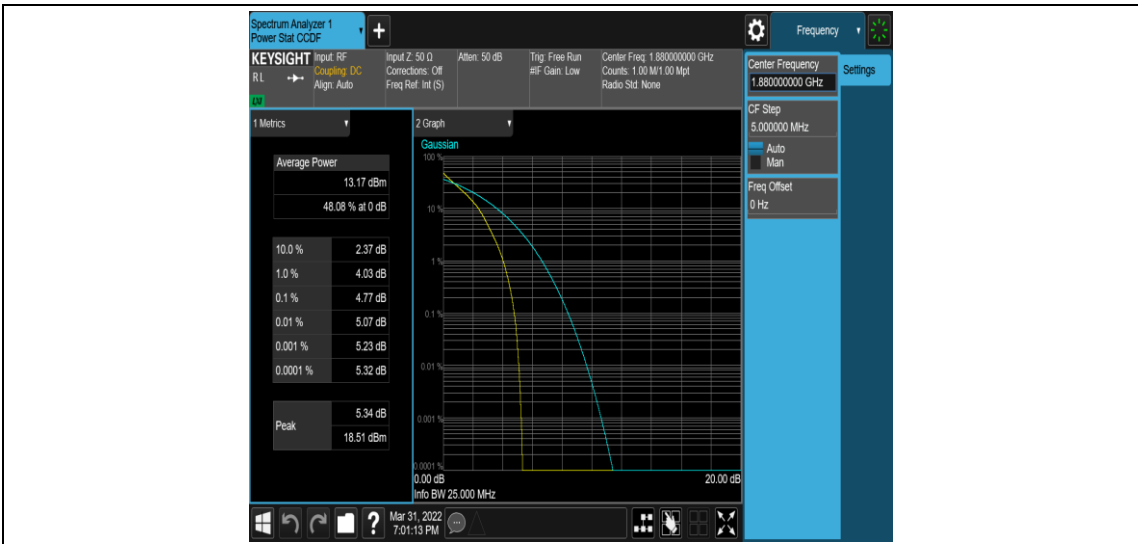 Spectrum Analyzer 1
Power Stat CCDF
+
Frequency
KEYSIGHT
RL
LXI
Input: RF
Coupling: DC
Align: Auto
Input Z: 50 Ω
Corrections: Off
Freq Ref: Int (S)
Atten: 50 dB
Trig: Free Run
#IF Gain: Low
Center Freq: 1.880000000 GHz
Counts: 1.00 M/1.00 Mpt
Radio Std: None
Center Frequency
1.880000000 GHz
Settings
CF Step
5.000000 MHz
Auto
Man
Freq Offset
0 Hz
1 Metrics
Average Power
13.17 dBm
48.08 % at 0 dB
10.0 % 2.37 dB
1.0 % 4.03 dB
0.1 % 4.77 dB
0.01 % 5.07 dB
0.001 % 5.23 dB
0.0001 % 5.32 dB
Peak
5.34 dB
18.51 dBm
2 Graph
Gaussian
100 %
10 %
1 %
0.1 %
0.01 %
0.001 %
0.0001 %
0.00 dB 20.00 dB
Info BW 25.000 MHz
?
Mar 31, 2022
7:01:13 PM